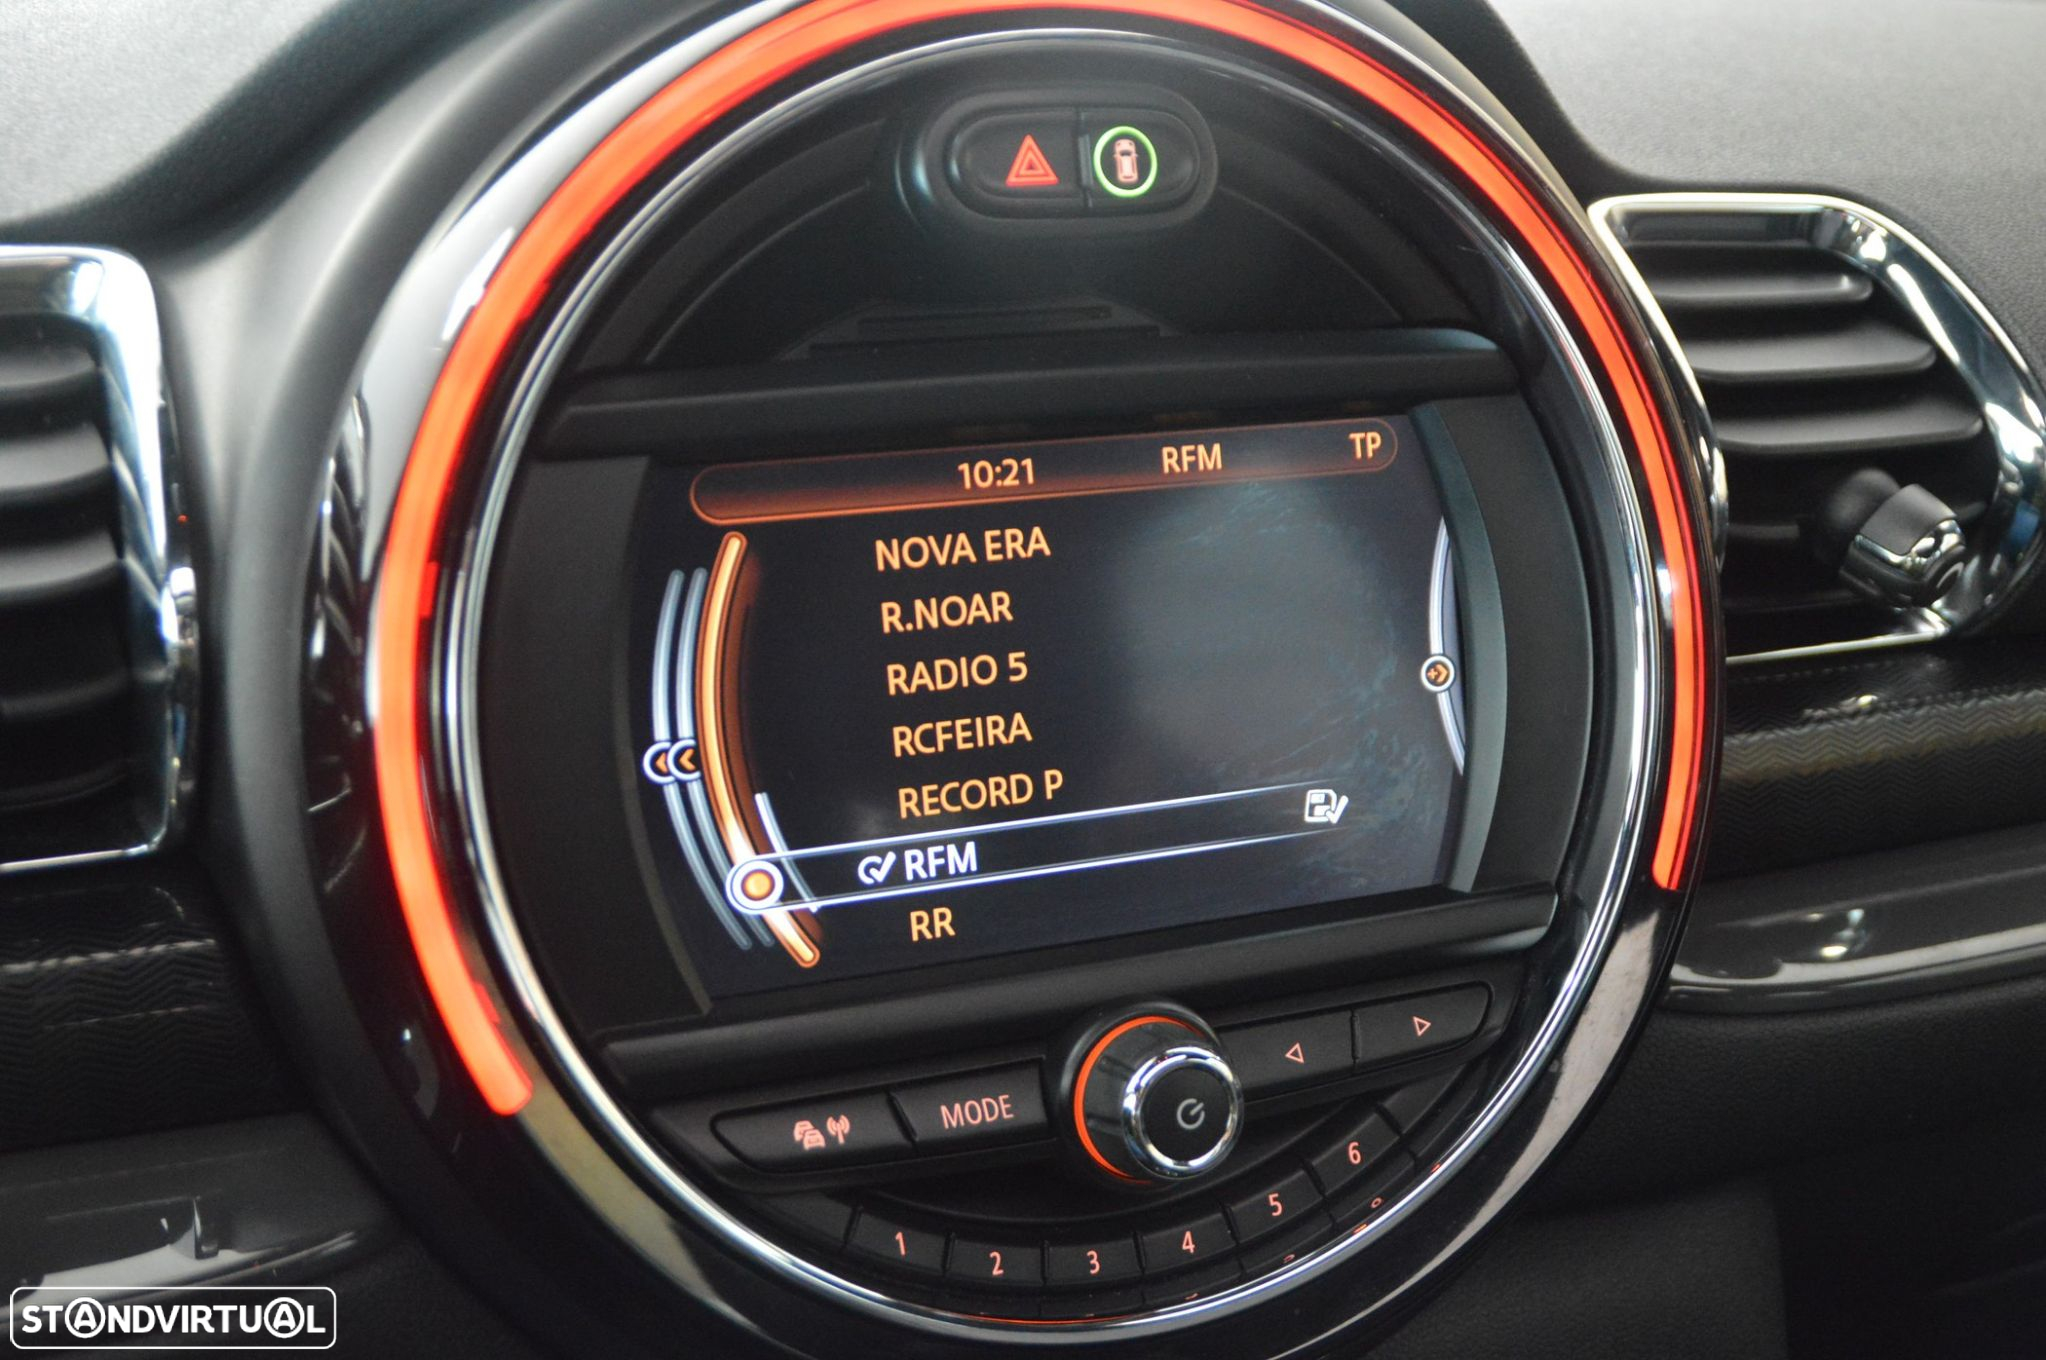 10:21 RFM TP
NOVA ERA
R.NOAR
RADIO 5
RCFEIRA
RECORD P
RFM
RR
MODE
1 2 3 4 5 6
STANDVIRTUAL